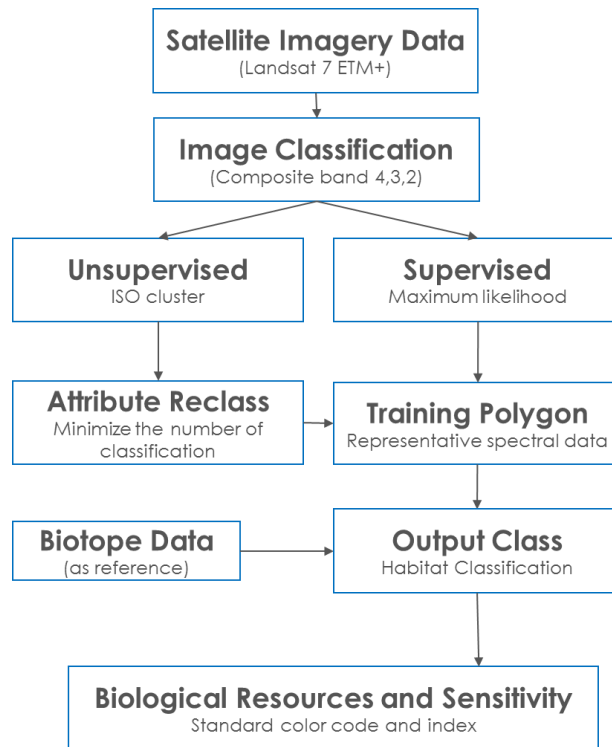 Satellite Imagery Data
(Landsat 7 ETM+)
Image Classification
(Composite band 4,3,2)
Unsupervised
ISO cluster
Supervised
Maximum likelihood
Attribute Reclass
Minimize the number of
classification
Training Polygon
Representative spectral data
Biotope Data
(as reference)
Output Class
Habitat Classification
Biological Resources and Sensitivity
Standard color code and index